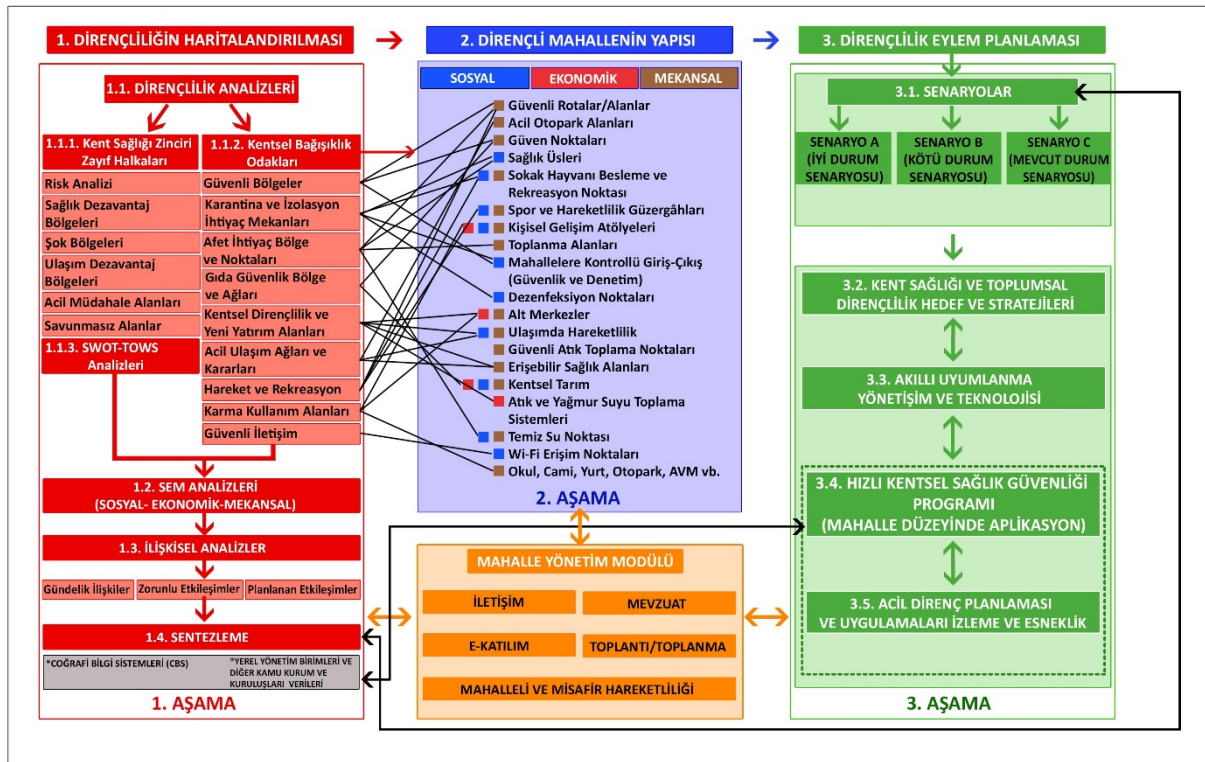 1. DİRENÇLİLİĞİN HARİTALANDIRILMASI
2. DİRENÇLİ MAHALLENİN YAPISI
3. DİRENÇLİLİK EYLEM PLANLAMASI
1.1. DİRENÇLİLİK ANALİZLERİ
1.1.1. Kent Sağlığı Zinciri
Zayıf Halkaları
Risk Analizi
Sağlık Dezavantaj
Bölgeleri
Şok Bölgeleri
Ulaşım Dezavantaj
Bölgeleri
Acil Müdahale Alanları
Savunmasız Alanlar
1.1.3. SWOT-TOWS
Analizleri
1.1.2. Kentsel Bağışıklık
Odakları
Güvenli Bölgeler
Karantina ve İzolasyon
İhtiyaç Mekanları
Afet İhtiyaç Bölge
ve Noktaları
Gıda Güvenlik Bölge
ve Ağları
Kentsel Dirençlilik ve
Yeni Yatırım Alanları
Acil Ulaşım Ağları ve
Kararları
Hareket ve Rekreasyon
Karma Kullanım Alanları
Güvenli İletişim
1.2. SEM ANALİZLERİ
(SOSYAL- EKONOMİK-MEKANSAL)
1.3. İLİŞKİSEL ANALİZLER
Gündelik İlişkiler
Zorunlu Etkileşimler
Planlanan Etkileşimler
1.4. SENTEZLEME
*COĞRAFİ BİLGİ SİSTEMLERİ (CBS)
*YEREL YÖNETİM BİRİMLERİ VE
DİĞER KAMU KURUM VE
KURULUŞLARI VERİLERİ
1. AŞAMA
SOSYAL
EKONOMİK
MEKANSAL
Güvenli Rotalar/Alanlar
Acil Otopark Alanları
Güven Noktaları
Sağlık Üsleri
Sokak Hayvanı Besleme ve
Rekreasyon Noktası
Spor ve Hareketlilik Güzergâhları
Kişisel Gelişim Atölyeleri
Toplanma Alanları
Mahallelere Kontrollü Giriş-Çıkış
(Güvenlik ve Denetim)
Dezenfeksiyon Noktaları
Alt Merkezler
Ulaşımda Hareketlilik
Güvenli Atık Toplama Noktaları
Erişebilir Sağlık Alanları
Kentsel Tarım
Atık ve Yağmur Suyu Toplama
Sistemleri
Temiz Su Noktası
Wi-Fi Erişim Noktaları
Okul, Cami, Yurt, Otopark, AVM vb.
2. AŞAMA
MAHALLE YÖNETİM MODÜLÜ
İLETİŞİM
MEVZUAT
E-KATILIM
TOPLANTI/TOPLANMA
MAHALLELİ VE MİSAFİR HAREKETLİLİĞİ
3.1. SENARYOLAR
SENARYO A
(İYİ DURUM
SENARYOSU)
SENARYO B
(KÖTÜ DURUM
SENARYOSU)
SENARYO C
(MEVCUT DURUM
SENARYOSU)
3.2. KENT SAĞLIĞI VE TOPLUMSAL
DİRENÇLİLİK HEDEF VE STRATEJİLERİ
3.3. AKILLI UYUMLANMA
YÖNETİŞİM VE TEKNOLOJİSİ
3.4. HIZLI KENTSEL SAĞLIK GÜVENLİĞİ
PROGRAMI
(MAHALLE DÜZEYİNDE APLİKASYON)
3.5. ACİL DİRENÇ PLANLAMASI
VE UYGULAMALARI İZLEME VE ESNEKLİK
3. AŞAMA